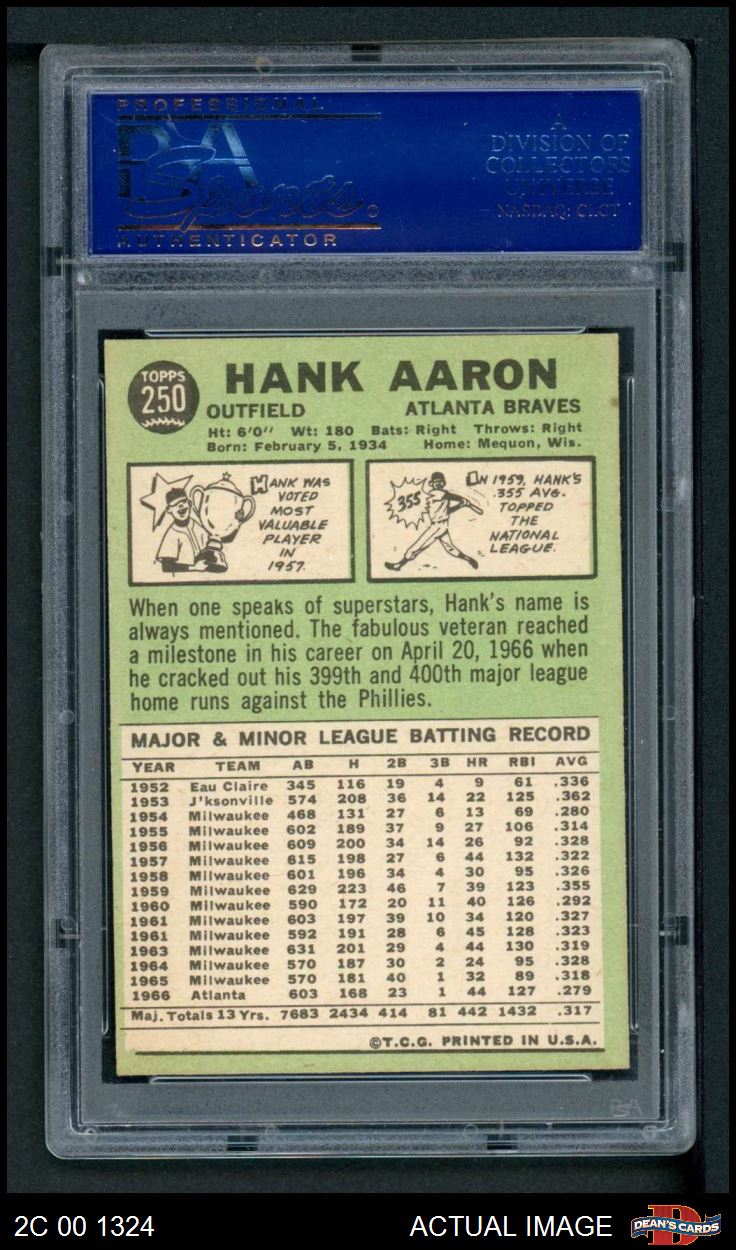 PROFESSIONAL
PSA
Sports
AUTHENTICATOR
A
DIVISION OF
COLLECTORS
UNIVERSE
NASDAQ: CLCT
TOPPS
250
HANK AARON
OUTFIELD ATLANTA BRAVES
Ht: 6'0'' Wt: 180 Bats: Right Throws: Right
Born: February 5, 1934 Home: Mequon, Wis.
HANK WAS
VOTED
MOST
VALUABLE
PLAYER
IN
1957.
355
IN 1959, HANK'S
.355 AVG.
TOPPED
THE
NATIONAL
LEAGUE.
When one speaks of superstars, Hank's name is
always mentioned. The fabulous veteran reached
a milestone in his career on April 20, 1966 when
he cracked out his 399th and 400th major league
home runs against the Phillies.
MAJOR & MINOR LEAGUE BATTING RECORD
YEAR TEAM AB H 2B 3B HR RBI AVG
1952 Eau Claire 345 116 19 4 9 61 .336
1953 J'ksonville 574 208 36 14 22 125 .362
1954 Milwaukee 468 131 27 6 13 69 .280
1955 Milwaukee 602 189 37 9 27 106 .314
1956 Milwaukee 609 200 34 14 26 92 .328
1957 Milwaukee 615 198 27 6 44 132 .322
1958 Milwaukee 601 196 34 4 30 95 .326
1959 Milwaukee 629 223 46 7 39 123 .355
1960 Milwaukee 590 172 20 11 40 126 .292
1961 Milwaukee 603 197 39 10 34 120 .327
1961 Milwaukee 592 191 28 6 45 128 .323
1963 Milwaukee 631 201 29 4 44 130 .319
1964 Milwaukee 570 187 30 2 24 95 .328
1965 Milwaukee 570 181 40 1 32 89 .318
1966 Atlanta 603 168 23 1 44 127 .279
Maj. Totals 13 Yrs. 7683 2434 414 81 442 1432 .317
©T.C.G. PRINTED IN U.S.A.
PSA
2C 00 1324 ACTUAL IMAGE
DEAN'S CARDS